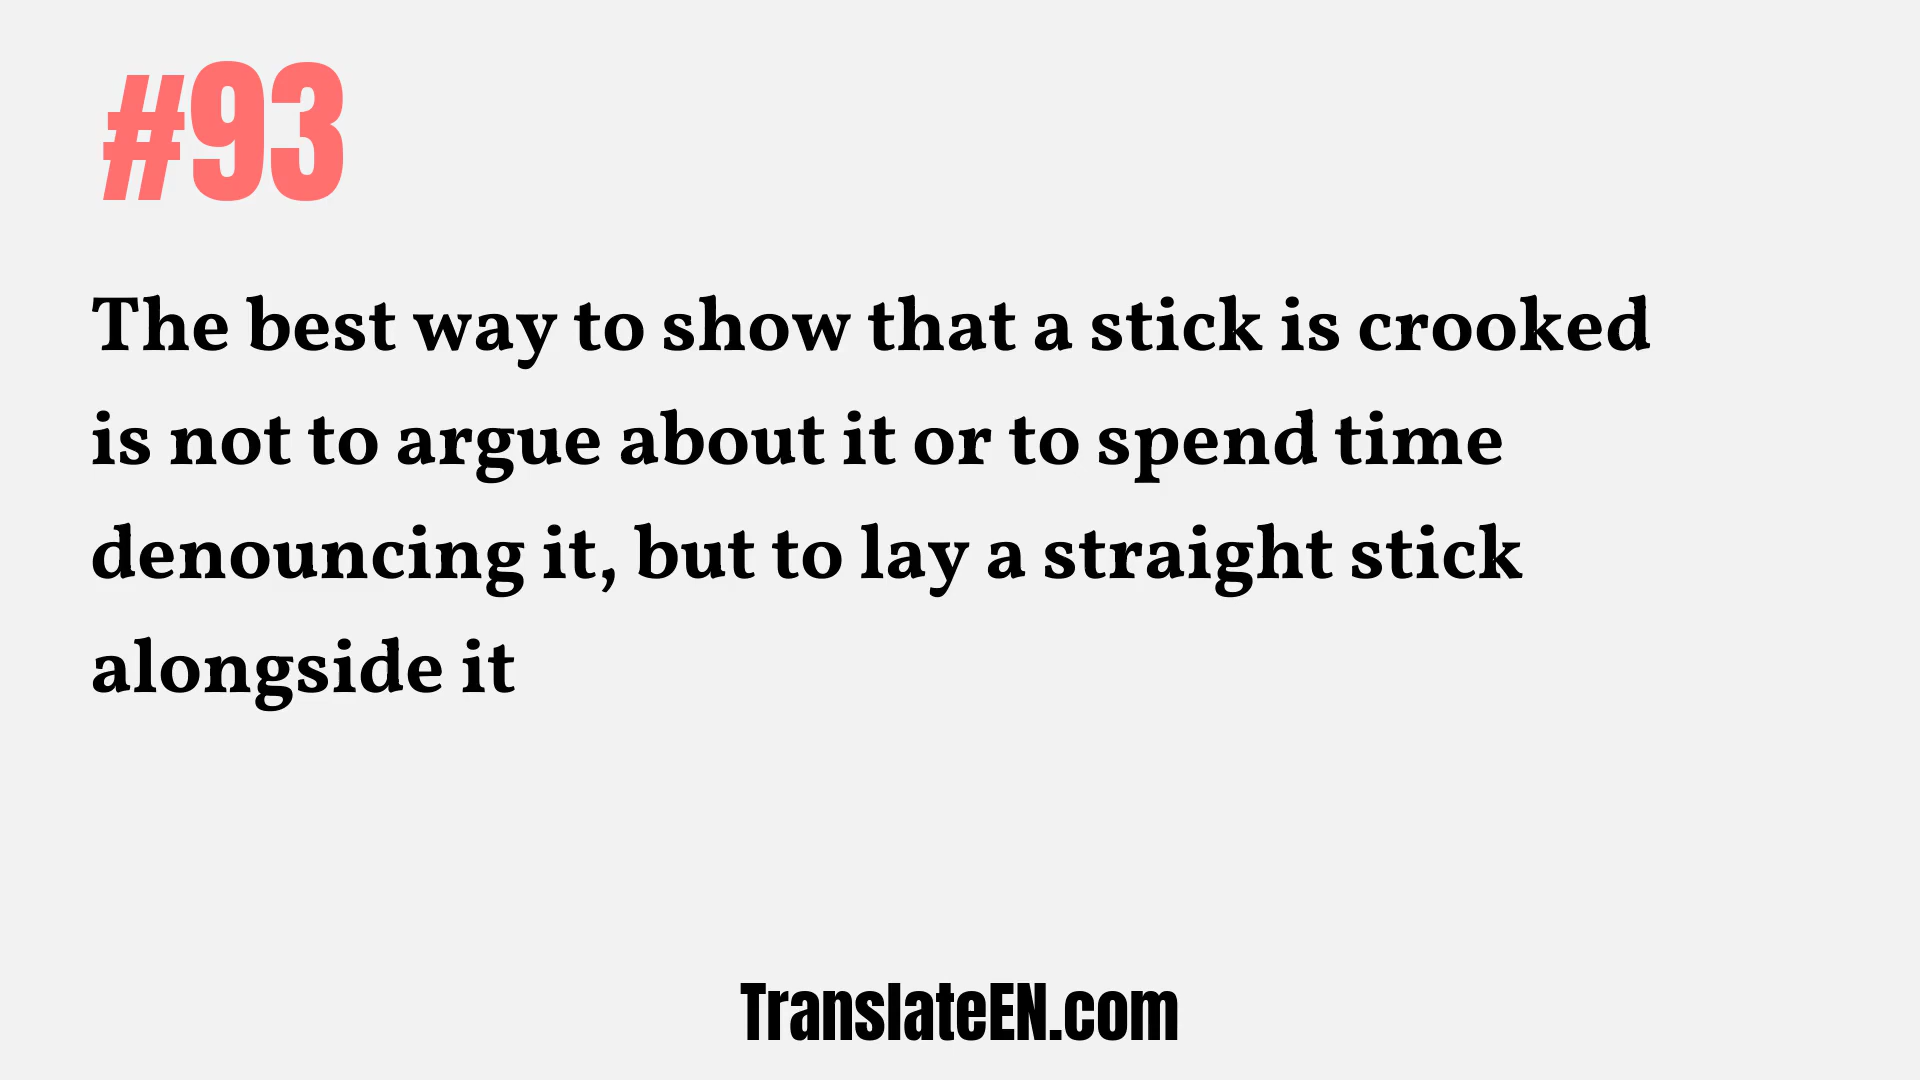 #93
The best way to show that a stick is crooked
is not to argue about it or to spend time
denouncing it, but to lay a straight stick
alongside it
TranslateEN.com